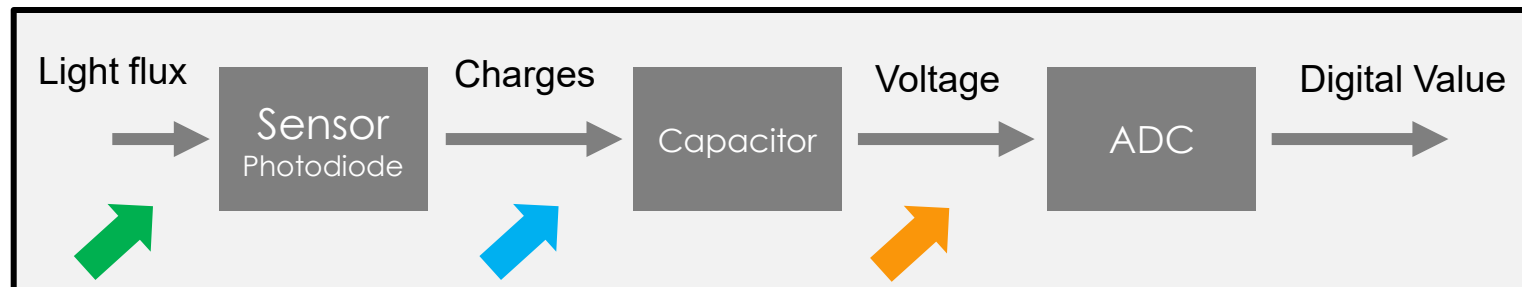 Light flux
Sensor
Photodiode
Charges
Capacitor
Voltage
ADC
Digital Value